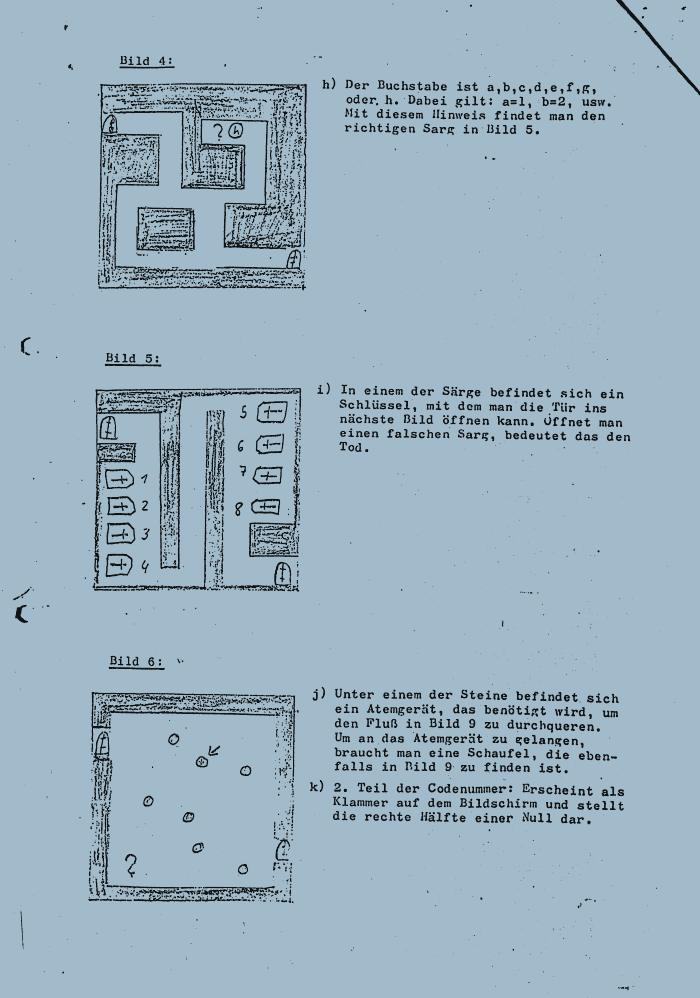 Bild 4:
? h
h) Der Buchstabe ist a,b,c,d,e,f,g,
oder h. Dabei gilt: a=1, b=2, usw.
Mit diesem Hinweis findet man den
richtigen Sarg in Bild 5.
Bild 5:
1
2
3
4
5
6
7
8
i) In einem der Särge befindet sich ein
Schlüssel, mit dem man die Tür ins
nächste Bild öffnen kann. Öffnet man
einen falschen Sarg, bedeutet das den
Tod.
Bild 6:
?
j) Unter einem der Steine befindet sich
ein Atemgerät, das benötigt wird, um
den Fluß in Bild 9 zu durchqueren.
Um an das Atemgerät zu gelangen,
braucht man eine Schaufel, die eben-
falls in Bild 9 zu finden ist.
k) 2. Teil der Codenummer: Erscheint als
Klammer auf dem Bildschirm und stellt
die rechte Hälfte einer Null dar.